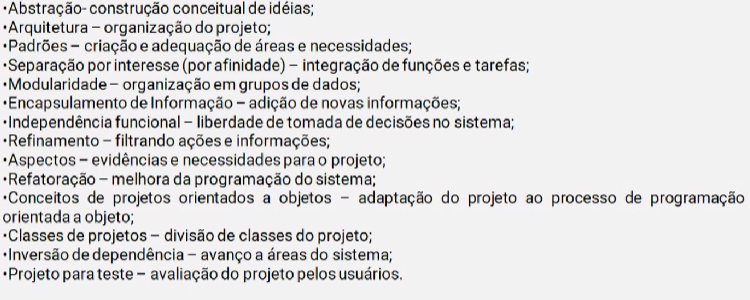 •Abstração- construção conceitual de idéias;
•Arquitetura – organização do projeto;
•Padrões – criação e adequação de áreas e necessidades;
•Separação por interesse (por afinidade) – integração de funções e tarefas;
•Modularidade – organização em grupos de dados;
•Encapsulamento de Informação – adição de novas informações;
•Independência funcional – liberdade de tomada de decisões no sistema;
•Refinamento – filtrando ações e informações;
•Aspectos – evidências e necessidades para o projeto;
•Refatoração – melhora da programação do sistema;
•Conceitos de projetos orientados a objetos – adaptação do projeto ao processo de programação
orientada a objeto;
•Classes de projetos – divisão de classes do projeto;
•Inversão de dependência – avanço a áreas do sistema;
•Projeto para teste – avaliação do projeto pelos usuários.